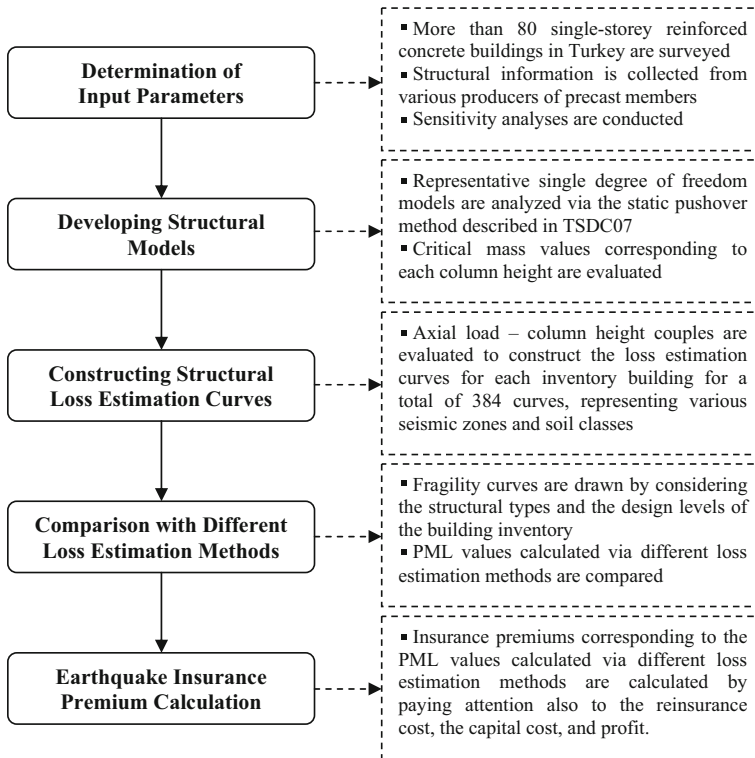 Determination of
Input Parameters
▪ More than 80 single-storey reinforced
concrete buildings in Turkey are surveyed
▪ Structural information is collected from
various producers of precast members
▪ Sensitivity analyses are conducted
Developing Structural
Models
▪ Representative single degree of freedom
models are analyzed via the static pushover
method described in TSDC07
▪ Critical mass values corresponding to
each column height are evaluated
Constructing Structural
Loss Estimation Curves
▪ Axial load – column height couples are
evaluated to construct the loss estimation
curves for each inventory building for a
total of 384 curves, representing various
seismic zones and soil classes
Comparison with Different
Loss Estimation Methods
▪ Fragility curves are drawn by considering
the structural types and the design levels of
the building inventory
▪ PML values calculated via different loss
estimation methods are compared
Earthquake Insurance
Premium Calculation
▪ Insurance premiums corresponding to the
PML values calculated via different loss
estimation methods are calculated by
paying attention also to the reinsurance
cost, the capital cost, and profit.